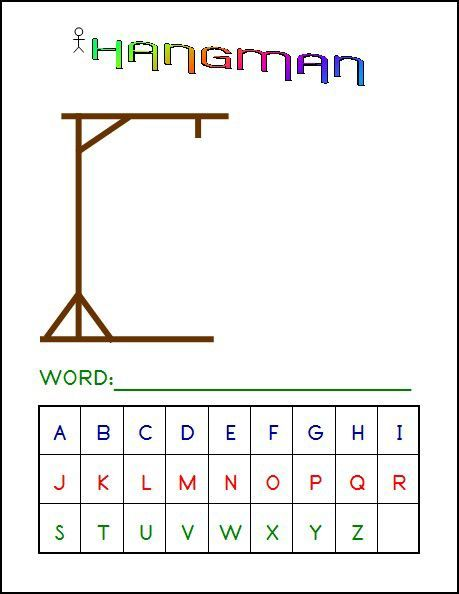 HANGMAN
WORD:
A B C D E F G H I
J K L M N O P Q R
S T U V W X Y Z